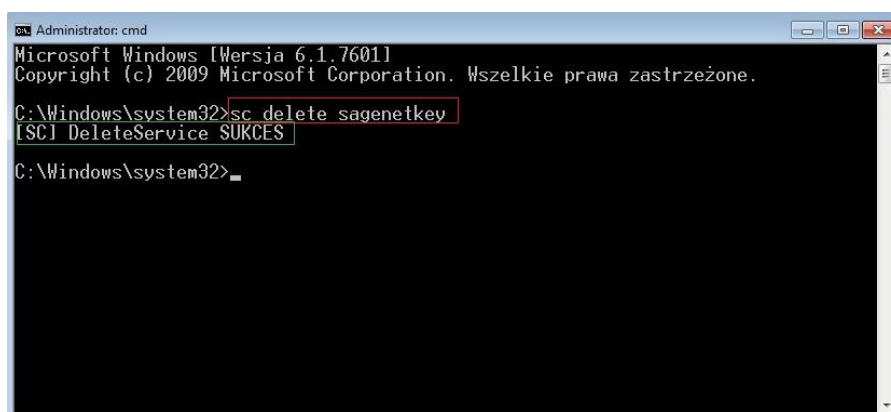 Administrator: cmd
Microsoft Windows [Wersja 6.1.7601]
Copyright (c) 2009 Microsoft Corporation. Wszelkie prawa zastrzeżone.
C:\Windows\system32>sc delete sagenetkey
[SC] DeleteService SUKCES
C:\Windows\system32>